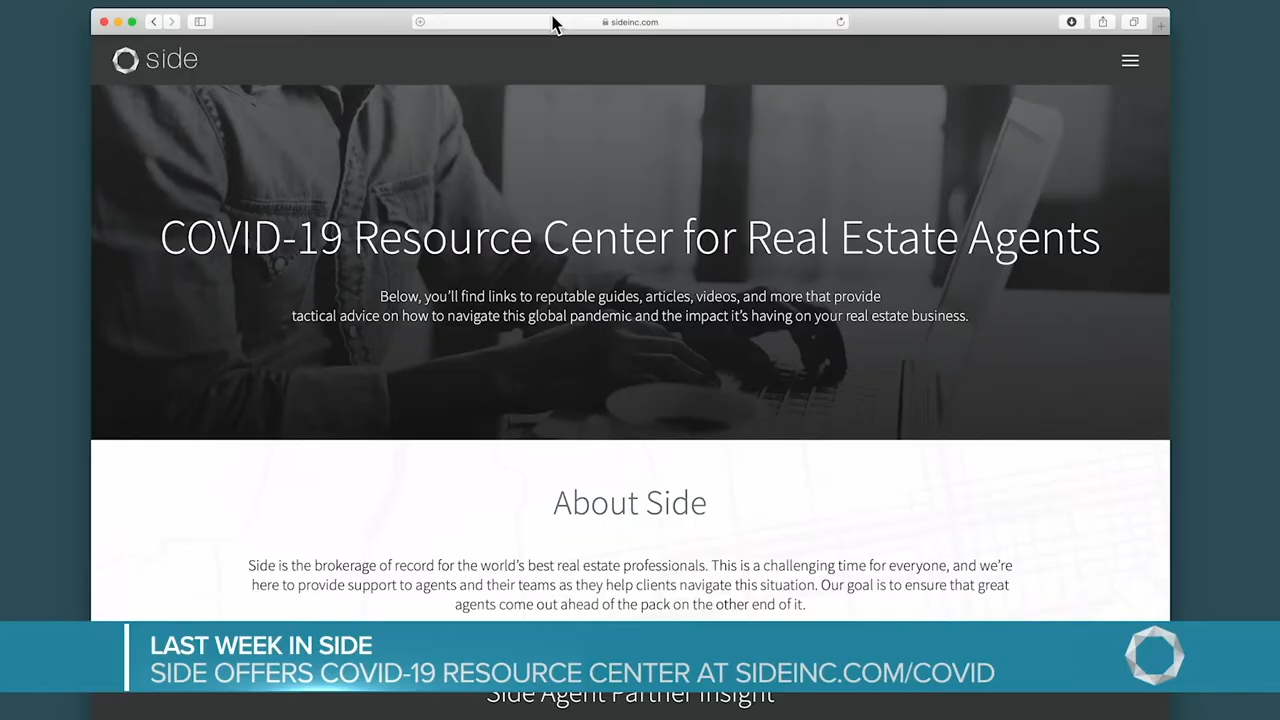 sideinc.com
side
COVID-19 Resource Center for Real Estate Agents
Below, you'll find links to reputable guides, articles, videos, and more that provide
tactical advice on how to navigate this global pandemic and the impact it's having on your real estate business.
About Side
Side is the brokerage of record for the world's best real estate professionals. This is a challenging time for everyone, and we're
here to provide support to agents and their teams as they help clients navigate this situation. Our goal is to ensure that great
agents come out ahead of the pack on the other end of it.
LAST WEEK IN SIDE
SIDE OFFERS COVID-19 RESOURCE CENTER AT SIDEINC.COM/COVID
Side Agent Partner Insight